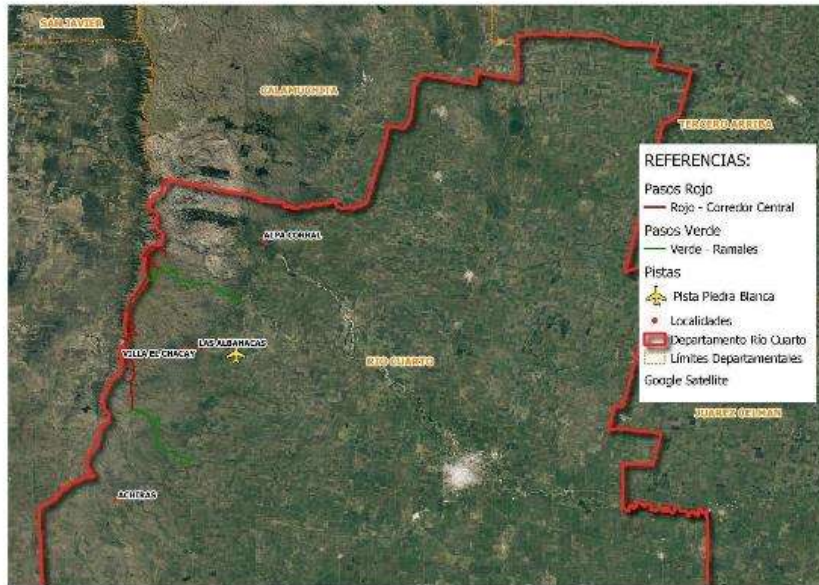 SAN JAVIER
CALAMUCHITA
TERCERO ARRIBA
REFERENCIAS:
Pasos Rojo
Rojo - Corredor Central
Pasos Verde
Verde - Ramales
Pistas
Pista Piedra Blanca
Localidades
Departamento Río Cuarto
Límites Departamentales
Google Satellite
ALPA CORRAL
LAS ALBAHACAS
VILLA EL CHACAY
RÍO CUARTO
JUAREZ CELMAN
ACHIRAS